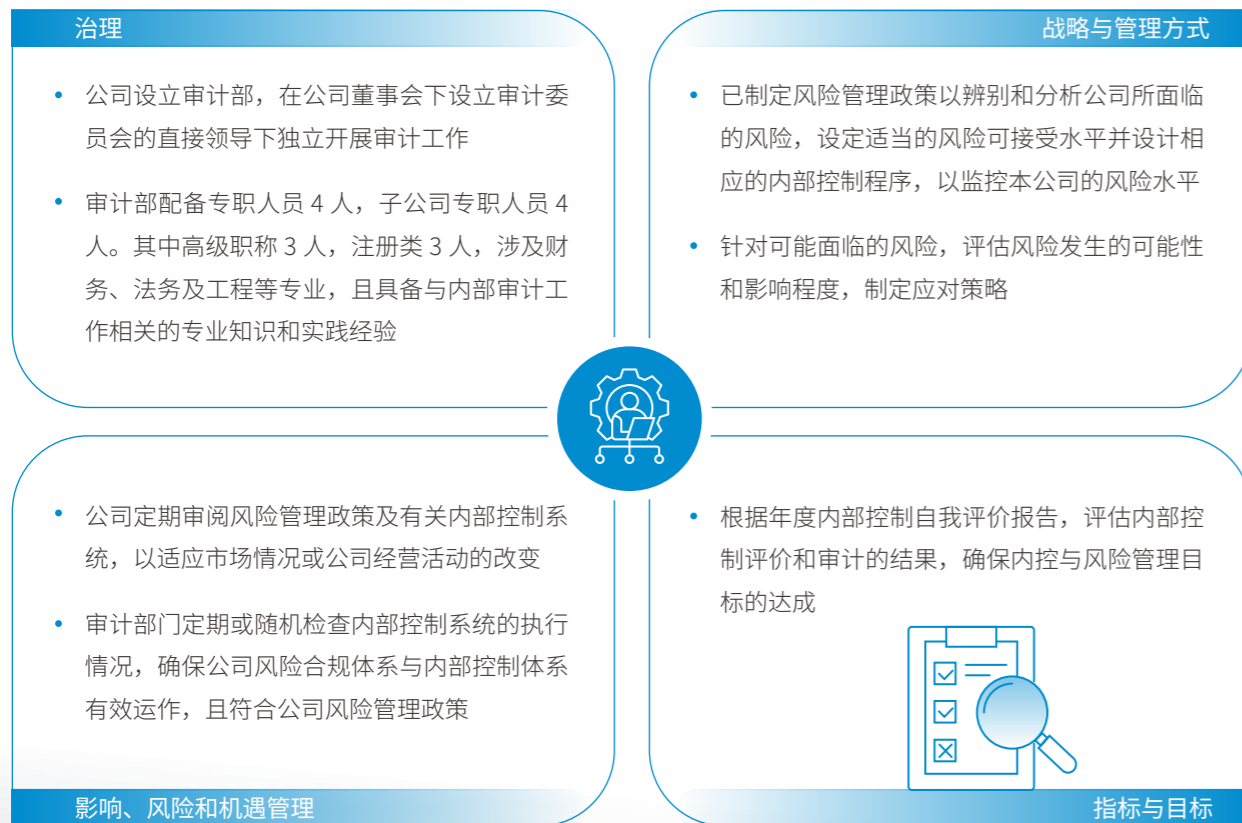 治理
公司设立审计部，在公司董事会下设立审计委
员会的直接领导下独立开展审计工作
审计部配备专职人员 4 人，子公司专职人员 4
人。其中高级职称 3 人，注册类 3 人，涉及财
务、法务及工程等专业，且具备与内部审计工
作相关的专业知识和实践经验
战略与管理方式
已制定风险管理政策以辨别和分析公司所面临
的风险，设定适当的风险可接受水平并设计相
应的内部控制程序，以监控本公司的风险水平
针对可能面临的风险，评估风险发生的可能性
和影响程度，制定应对策略
公司定期审阅风险管理政策及有关内部控制系
统，以适应市场情况或公司经营活动的改变
审计部门定期或随机检查内部控制系统的执行
情况，确保公司风险合规体系与内部控制体系
有效运作，且符合公司风险管理政策
影响、风险和机遇管理
根据年度内部控制自我评价报告，评估内部控
制评价和审计的结果，确保内控与风险管理目
标的达成
指标与目标